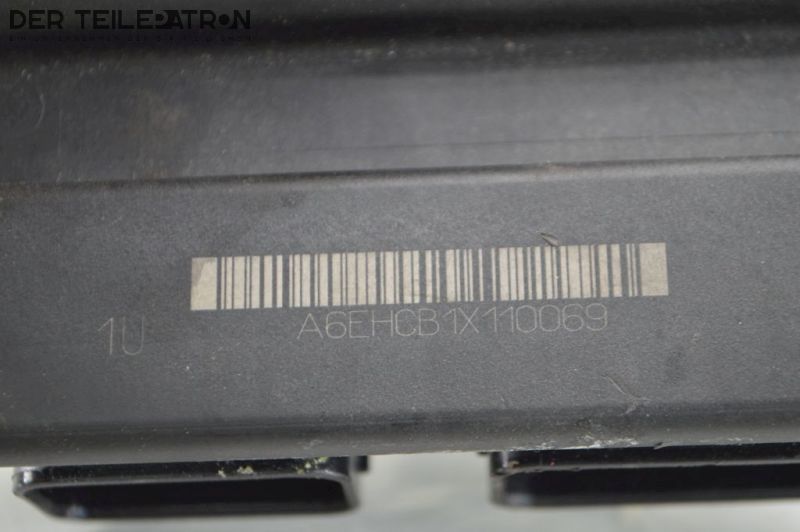 DER TEILEPATRON
1U
A6EHCB1X110069